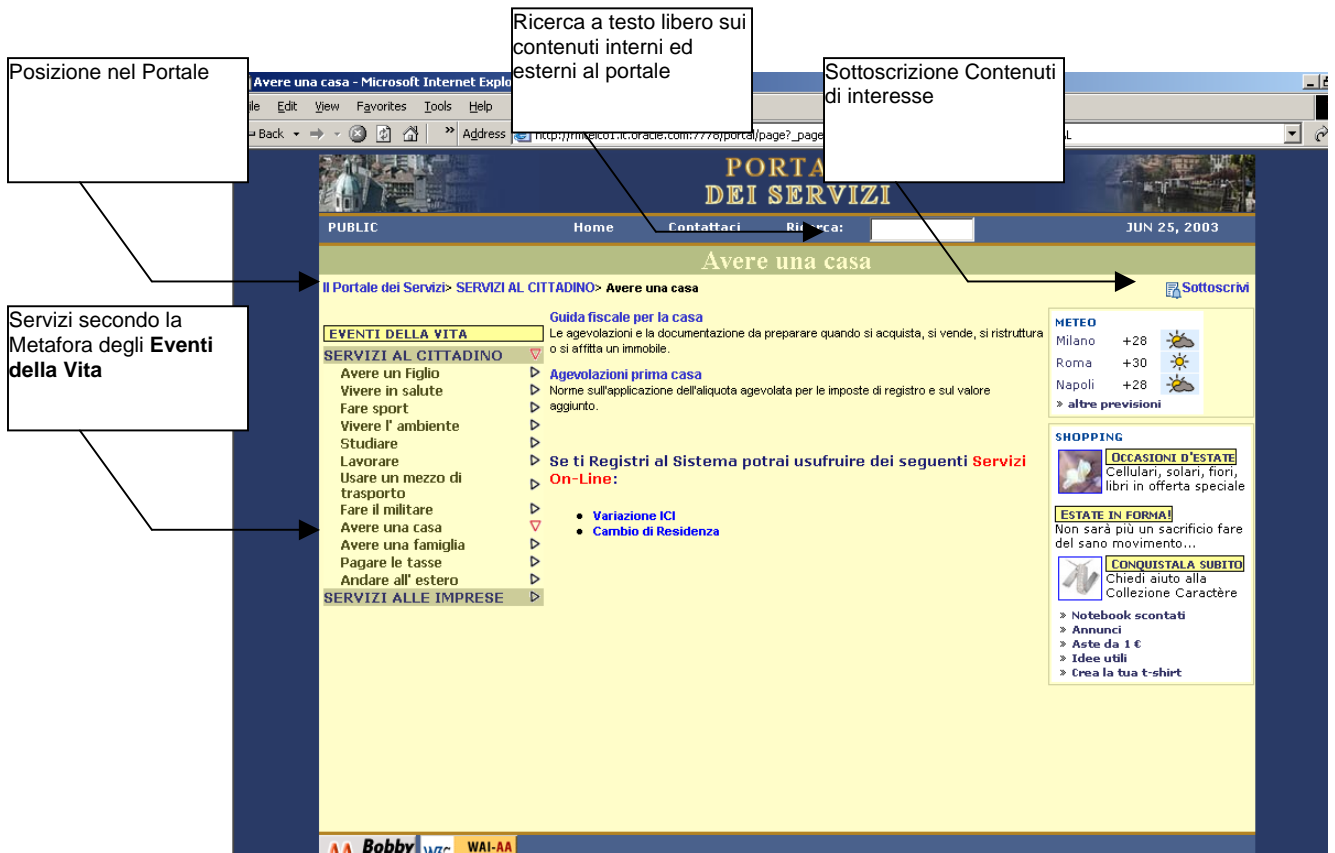 Ricerca a testo libero sui
contenuti interni ed
esterni al portale
Posizione nel Portale
Sottoscrizione Contenuti
di interesse
Avere una casa - Microsoft Internet Explo
ile Edit View Favorites Tools Help
Back » Address
PORTA
DEI SERVIZI
PUBLIC Home Contattaci Ricerca: JUN 25, 2003
Avere una casa
Il Portale dei Servizi> SERVIZI AL CITTADINO> Avere una casa Sottoscrivi
Servizi secondo la
Metafora degli Eventi
della Vita
EVENTI DELLA VITA
SERVIZI AL CITTADINO
Avere un Figlio
Vivere in salute
Fare sport
Vivere l' ambiente
Studiare
Lavorare
Usare un mezzo di
trasporto
Fare il militare
Avere una casa
Avere una famiglia
Pagare le tasse
Andare all' estero
SERVIZI ALLE IMPRESE
Guida fiscale per la casa
Le agevolazioni e la documentazione da preparare quando si acquista, si vende, si ristruttura
o si affitta un immobile.
Agevolazioni prima casa
Norme sull'applicazione dell'aliquota agevolata per le imposte di registro e sul valore
aggiunto.
Se ti Registri al Sistema potrai usufruire dei seguenti Servizi
On-Line:
• Variazione ICI
• Cambio di Residenza
METEO
Milano +28
Roma +30
Napoli +28
» altre previsioni
SHOPPING
OCCASIONI D'ESTATE
Cellulari, solari, fiori,
libri in offerta speciale
ESTATE IN FORMA!
Non sarà più un sacrificio fare
del sano movimento...
CONQUISTALA SUBITO
Chiedi aiuto alla
Collezione Caractère
» Notebook scontati
» Annunci
» Aste da 1 €
» Idee utili
» Crea la tua t-shirt
AA Bobby W3C WAI-AA